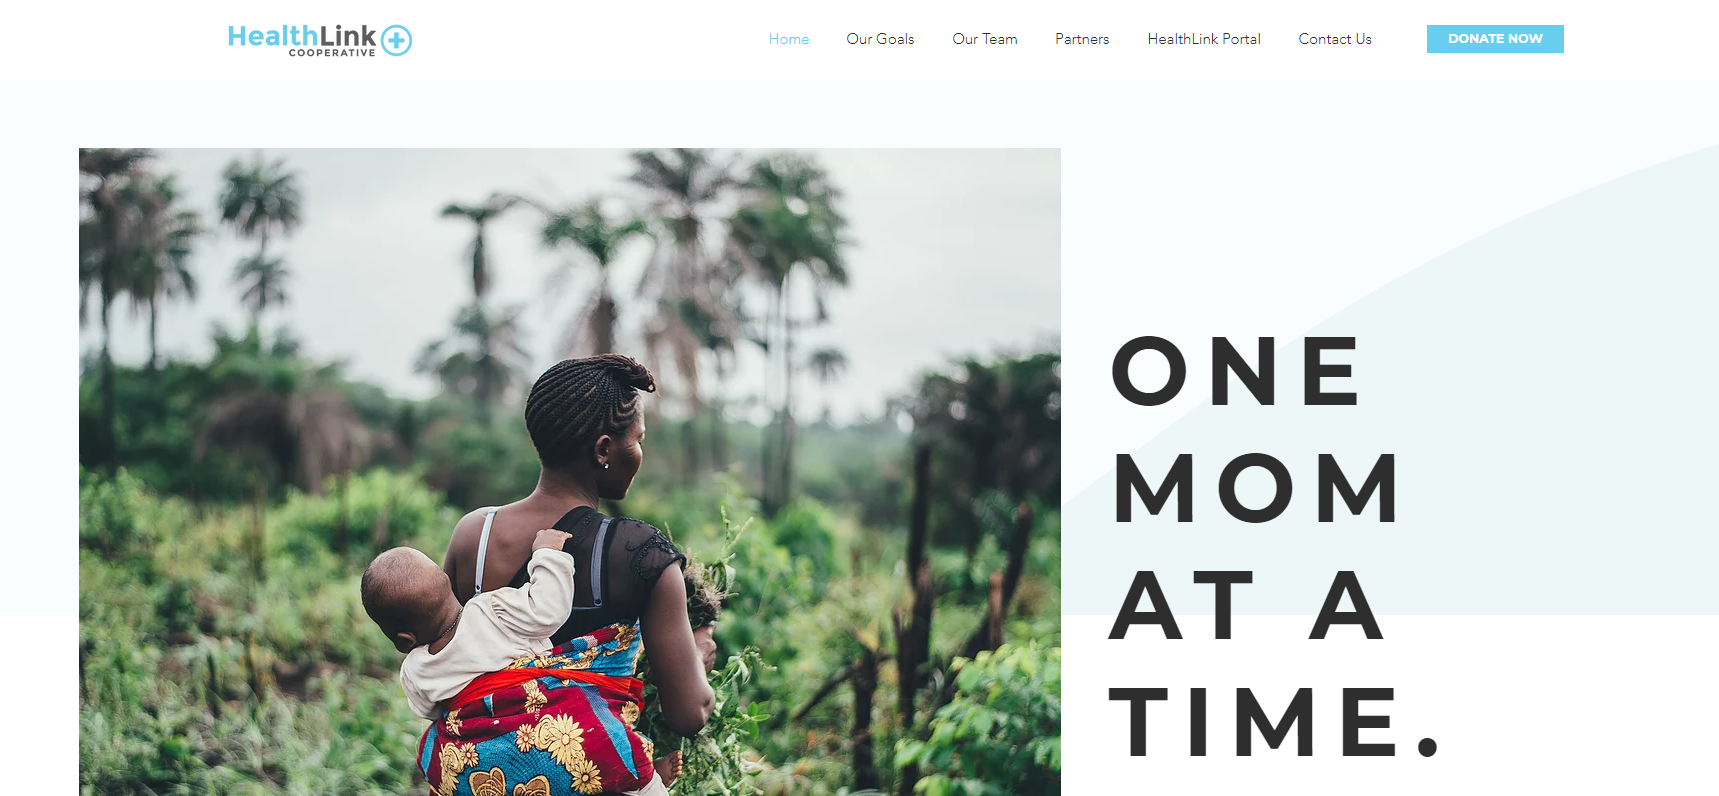 HealthLink
COOPERATIVE
Home Our Goals Our Team Partners HealthLink Portal Contact Us DONATE NOW
ONE
MOM
AT A
TIME.